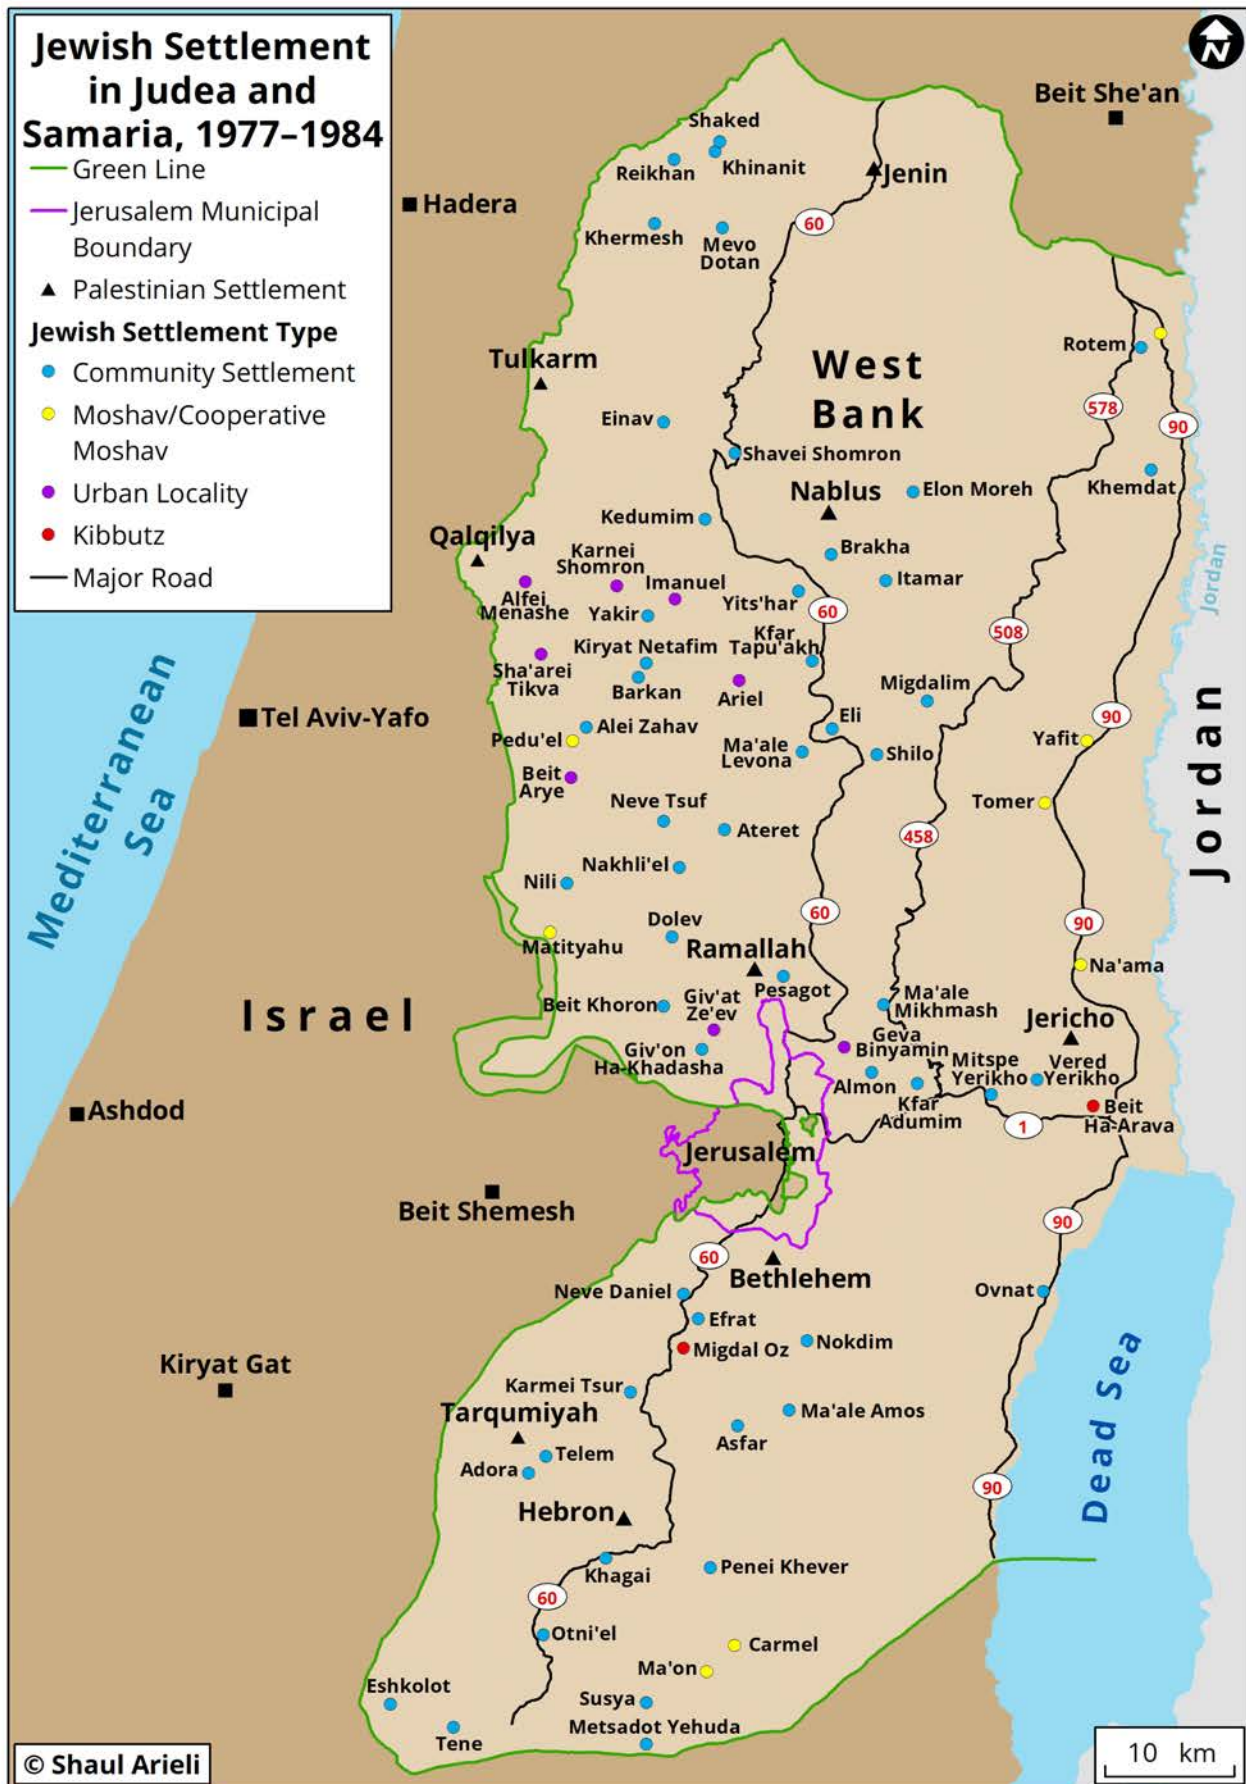 Jewish Settlement
in Judea and
Samaria, 1977–1984
Green Line
Jerusalem Municipal
Boundary
Palestinian Settlement
Jewish Settlement Type
Community Settlement
Moshav/Cooperative
Moshav
Urban Locality
Kibbutz
Major Road
N
Beit She'an
Shaked
Reikhan
Khinanit
Jenin
Hadera
60
Khermesh
Mevo
Dotan
Rotem
Tulkarm
West
Bank
578
90
Einav
Shavei Shomron
Khemdat
Nablus
Elon Moreh
Kedumim
Qalqilya
Brakha
Karnei
Shomron
Imanuel
Itamar
Jordan
Alfei
Menashe
Yakir
Yits'har
60
508
Kfar
Tapu'akh
Kiryat Netafim
Sha'arei
Tikva
Barkan
Ariel
Migdalim
Mediterranean
Sea
Tel Aviv-Yafo
Alei Zahav
Eli
90
Jordan
Pedu'el
Ma'ale
Levona
Shilo
Yafit
Beit
Arye
Neve Tsuf
Ateret
Tomer
458
Nakhli'el
Nili
60
90
Dolev
Matityahu
Ramallah
Na'ama
Pesagot
Israel
Beit Khoron
Giv'at
Ze'ev
Ma'ale
Mikhmash
Jericho
Geva
Binyamin
Giv'on
Ha-Khadasha
Mitspe
Yerikho
Vered
Yerikho
Almon
Kfar
Adumim
Beit
Ha-Arava
Ashdod
1
Jerusalem
Beit Shemesh
90
60
Bethlehem
Neve Daniel
Ovnat
Efrat
Nokdim
Migdal Oz
Kiryat Gat
Karmei Tsur
Dead Sea
Tarqumiyah
Ma'ale Amos
Asfar
Telem
Adora
90
Hebron
Khagai
Penei Khever
60
Otni'el
Carmel
Ma'on
Eshkolot
Susya
Tene
Metsadot Yehuda
© Shaul Arieli
10 km